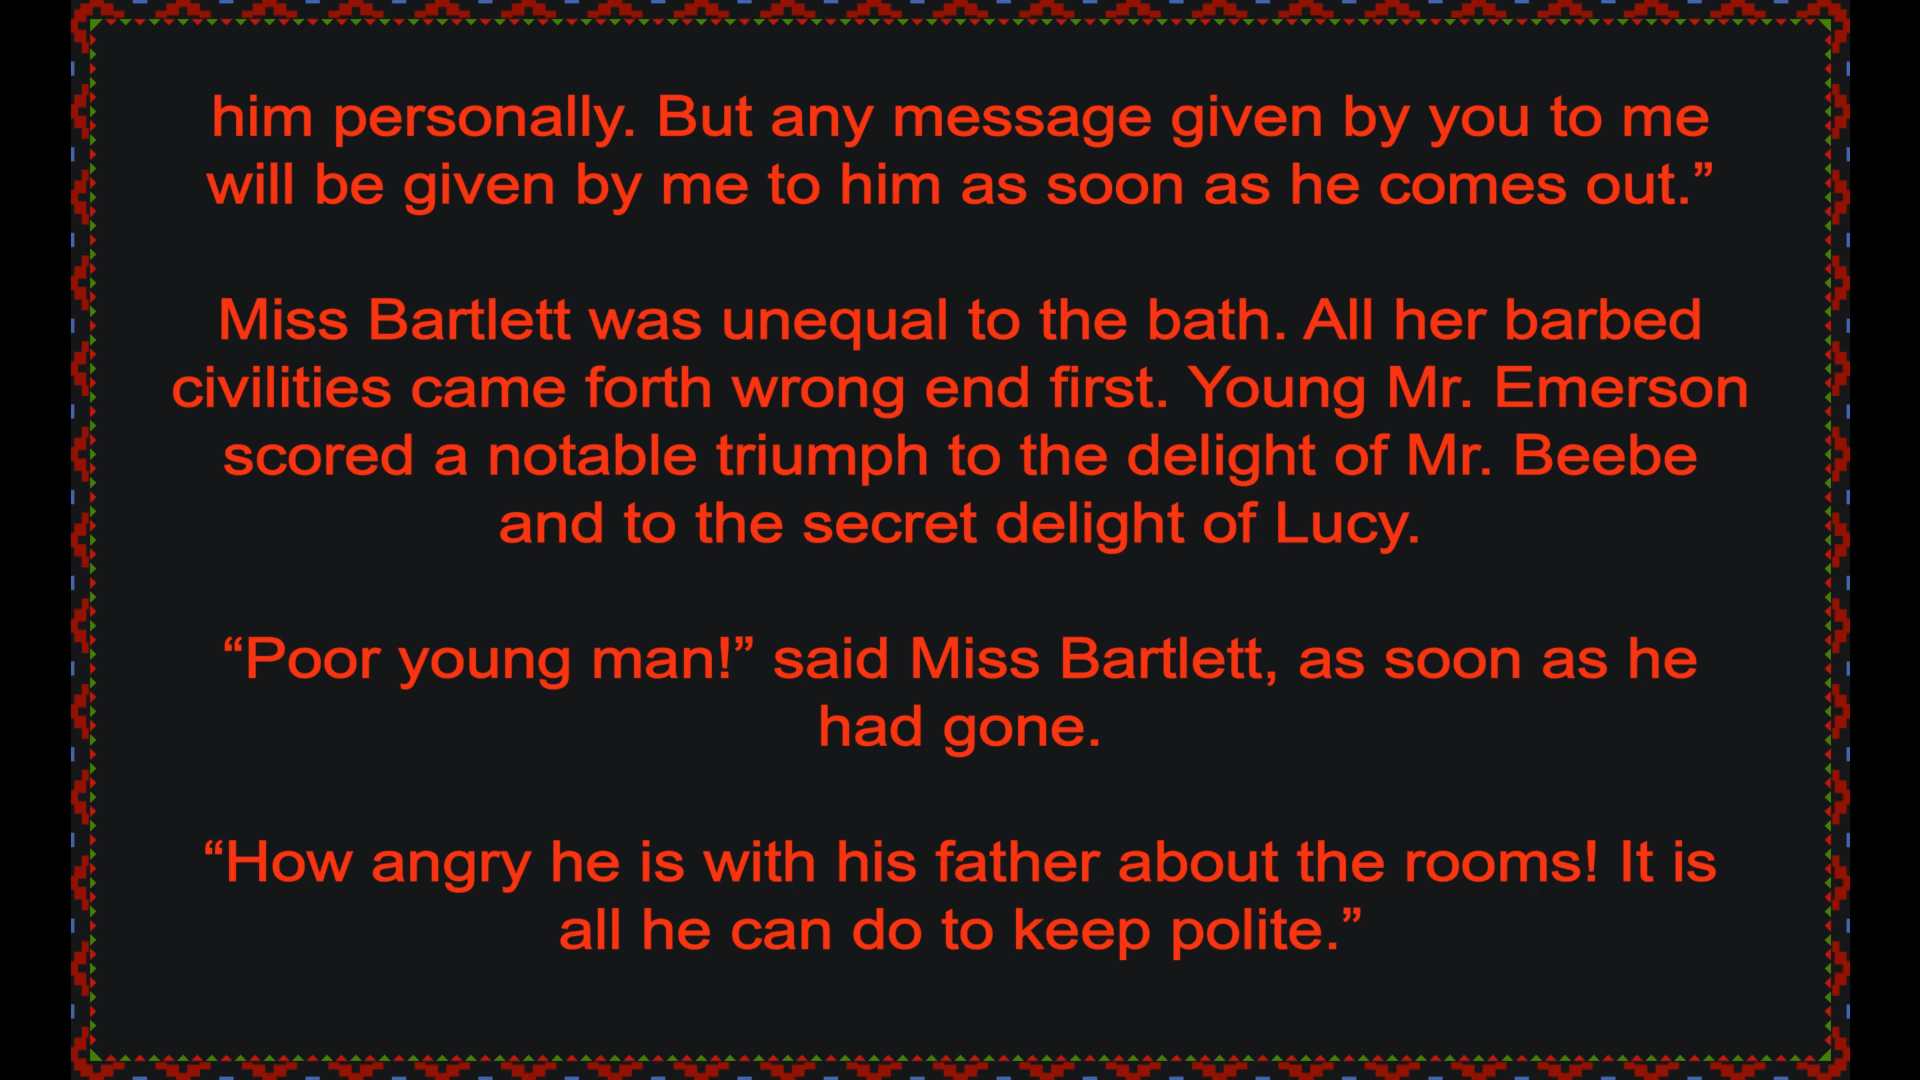 him personally. But any message given by you to me
will be given by me to him as soon as he comes out.”
Miss Bartlett was unequal to the bath. All her barbed
civilities came forth wrong end first. Young Mr. Emerson
scored a notable triumph to the delight of Mr. Beebe
and to the secret delight of Lucy.
“Poor young man!” said Miss Bartlett, as soon as he
had gone.
“How angry he is with his father about the rooms! It is
all he can do to keep polite.”